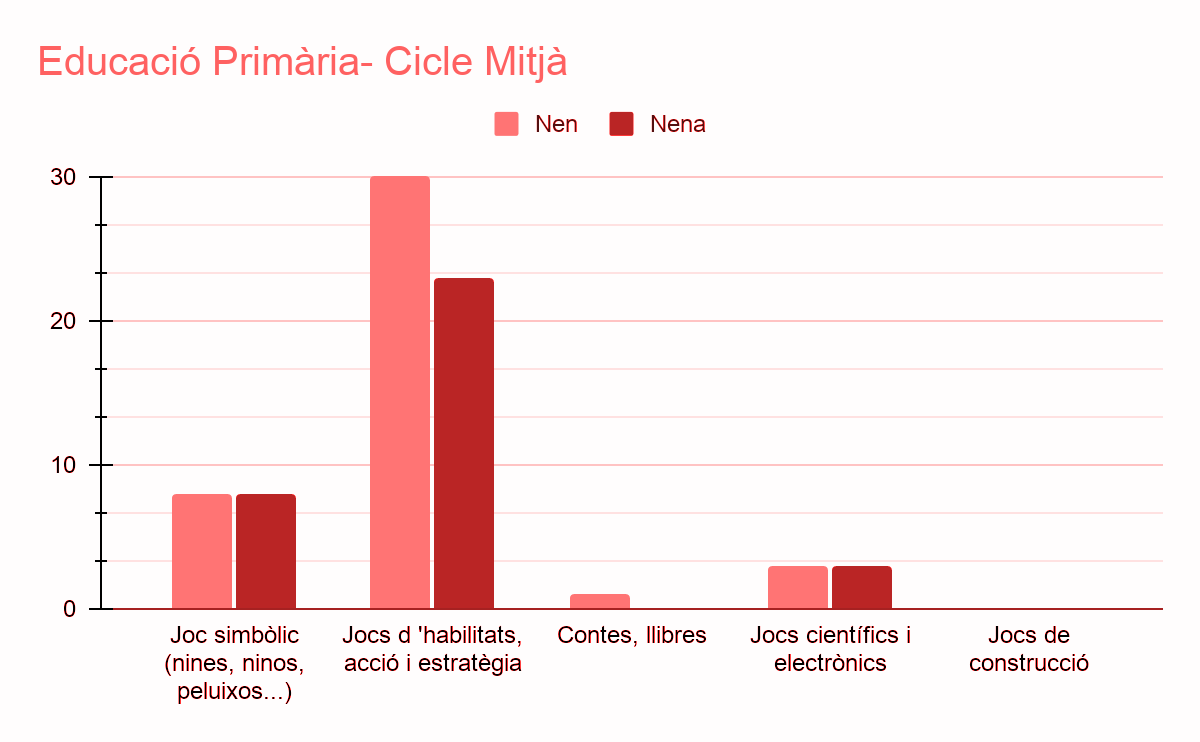 Educació Primària- Cicle Mitjà
Nen
Nena
30
20
10
0
Joc simbòlic
(nines, ninos,
peluixos...)
Jocs d 'habilitats,
acció i estratègia
Contes, llibres
Jocs científics i
electrònics
Jocs de
construcció